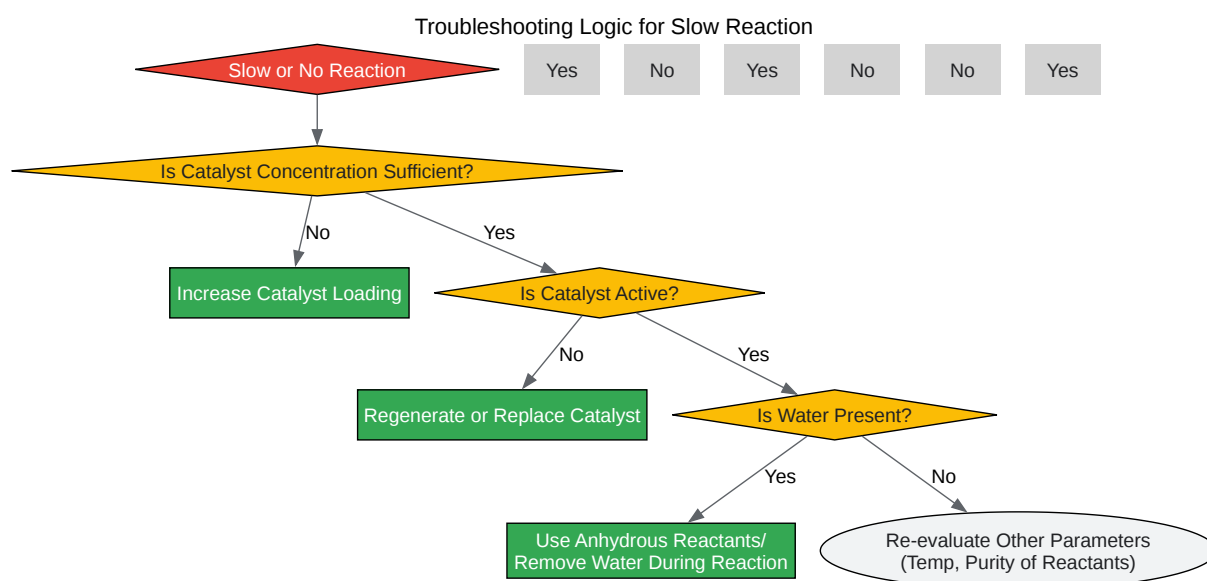 Troubleshooting Logic for Slow Reaction
Slow or No Reaction
Yes
No
Yes
No
No
Yes
Is Catalyst Concentration Sufficient?
No
Yes
Increase Catalyst Loading
Is Catalyst Active?
No
Yes
Regenerate or Replace Catalyst
Is Water Present?
Yes
No
Use Anhydrous Reactants/
Remove Water During Reaction
Re-evaluate Other Parameters
(Temp, Purity of Reactants)